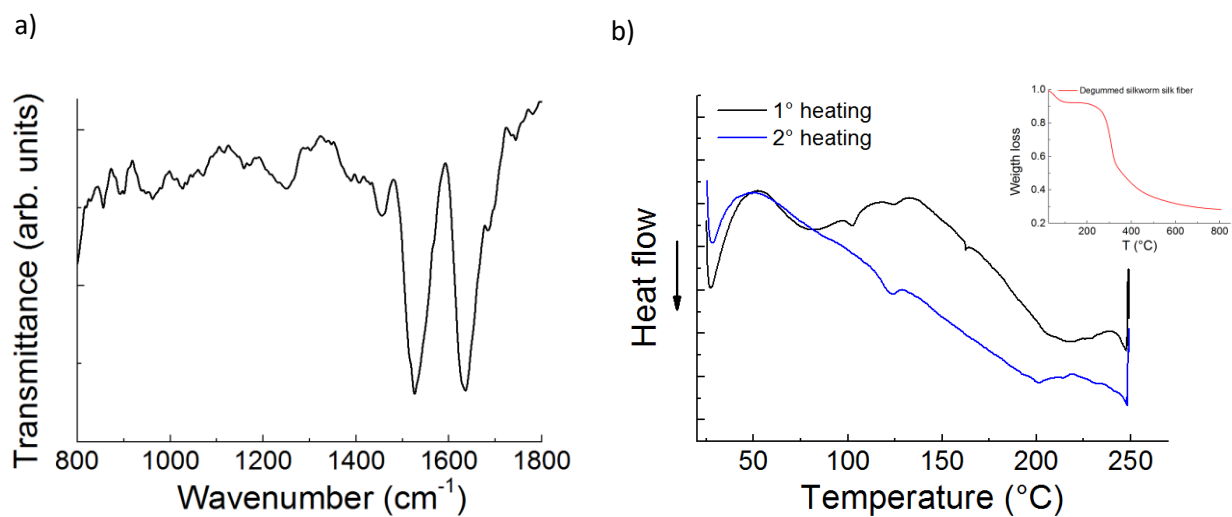 a)
Transmittance (arb. units)
800 1000 1200 1400 1600 1800
Wavenumber (cm⁻¹)
b)
1° heating
2° heating
Heat flow
50 100 150 200 250
Temperature (°C)
Degummed silkworm silk fiber
1.0
0.8
0.6
0.4
0.2
Weigth loss
200 400 600 800
T (°C)